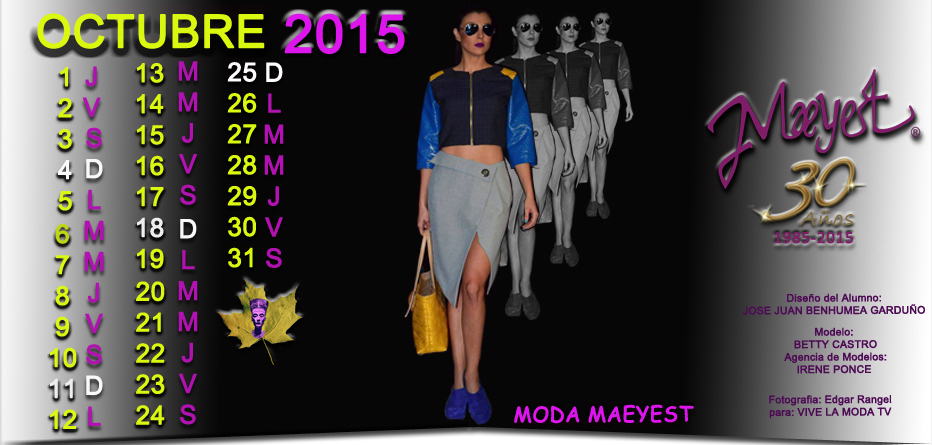 OCTUBRE 2015
1 J
2 V
3 S
4 D
5 L
6 M
7 M
8 J
9 V
10 S
11 D
12 L
13 M
14 M
15 J
16 V
17 S
18 D
19 L
20 M
21 M
22 J
23 V
24 S
25 D
26 L
27 M
28 M
29 J
30 V
31 S
MODA MAEYEST
Maeyest ®
30
Años
1985-2015
Diseño del Alumno:
JOSE JUAN BENHUMEA GARDUÑO
Modelo:
BETTY CASTRO
Agencia de Modelos:
IRENE PONCE
Fotografia: Edgar Rangel
para: VIVE LA MODA TV